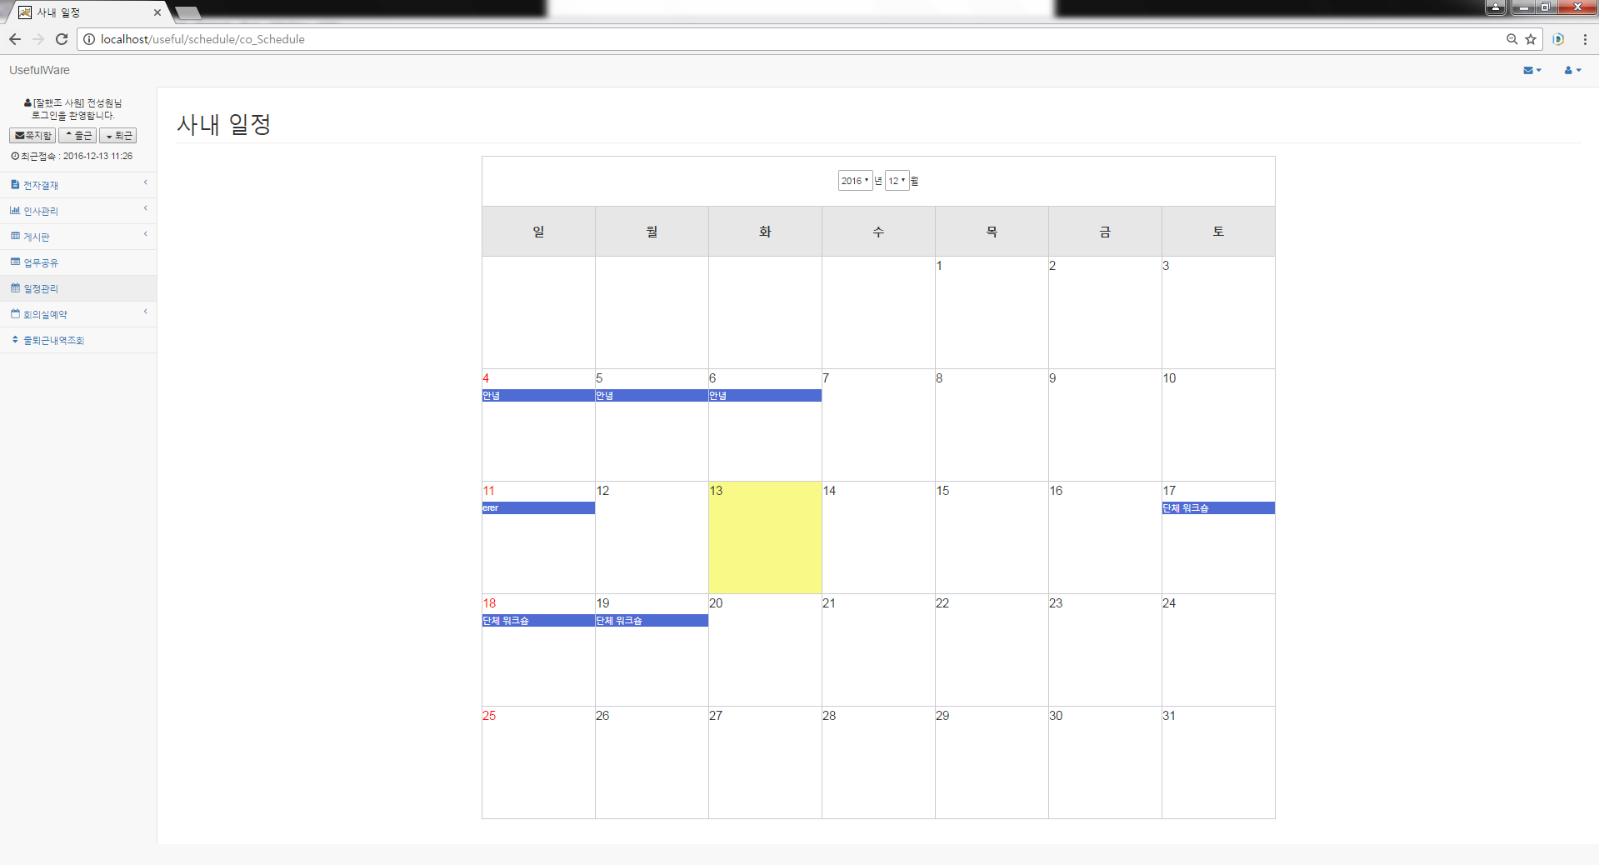 사내 일정
localhost/useful/schedule/co_Schedule
UsefulWare
[잘했조 사원] 전성원님
로그인을 환영합니다.
쪽지함 출근 퇴근
최근접속 : 2016-12-13 11:26
전자결재
인사관리
게시판
업무공유
일정관리
회의실예약
출퇴근내역조회
사내 일정
2016 년 12 월
일 월 화 수 목 금 토
1 2 3
4 5 6 7 8 9 10
안녕 안녕 안녕
11 12 13 14 15 16 17
erer 단체 워크숍
18 19 20 21 22 23 24
단체 워크숍 단체 워크숍
25 26 27 28 29 30 31